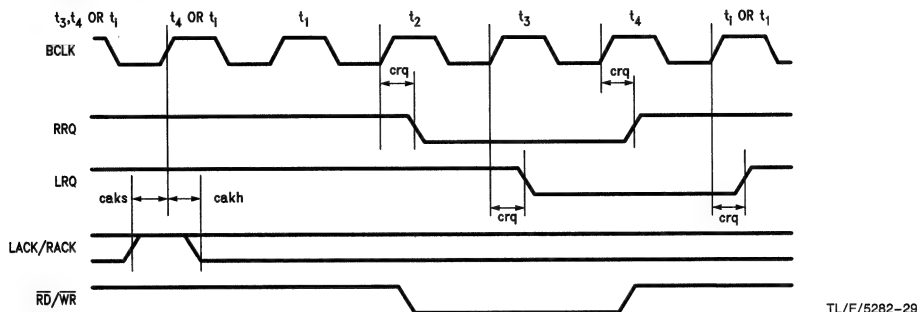 t3,t4 OR ti t4 OR ti t1 t2 t3 t4 ti OR t1
BCLK
crq crq
RRQ
LRQ
caks cakh crq crq
LACK/RACK
RD/WR
TL/F/5282-29